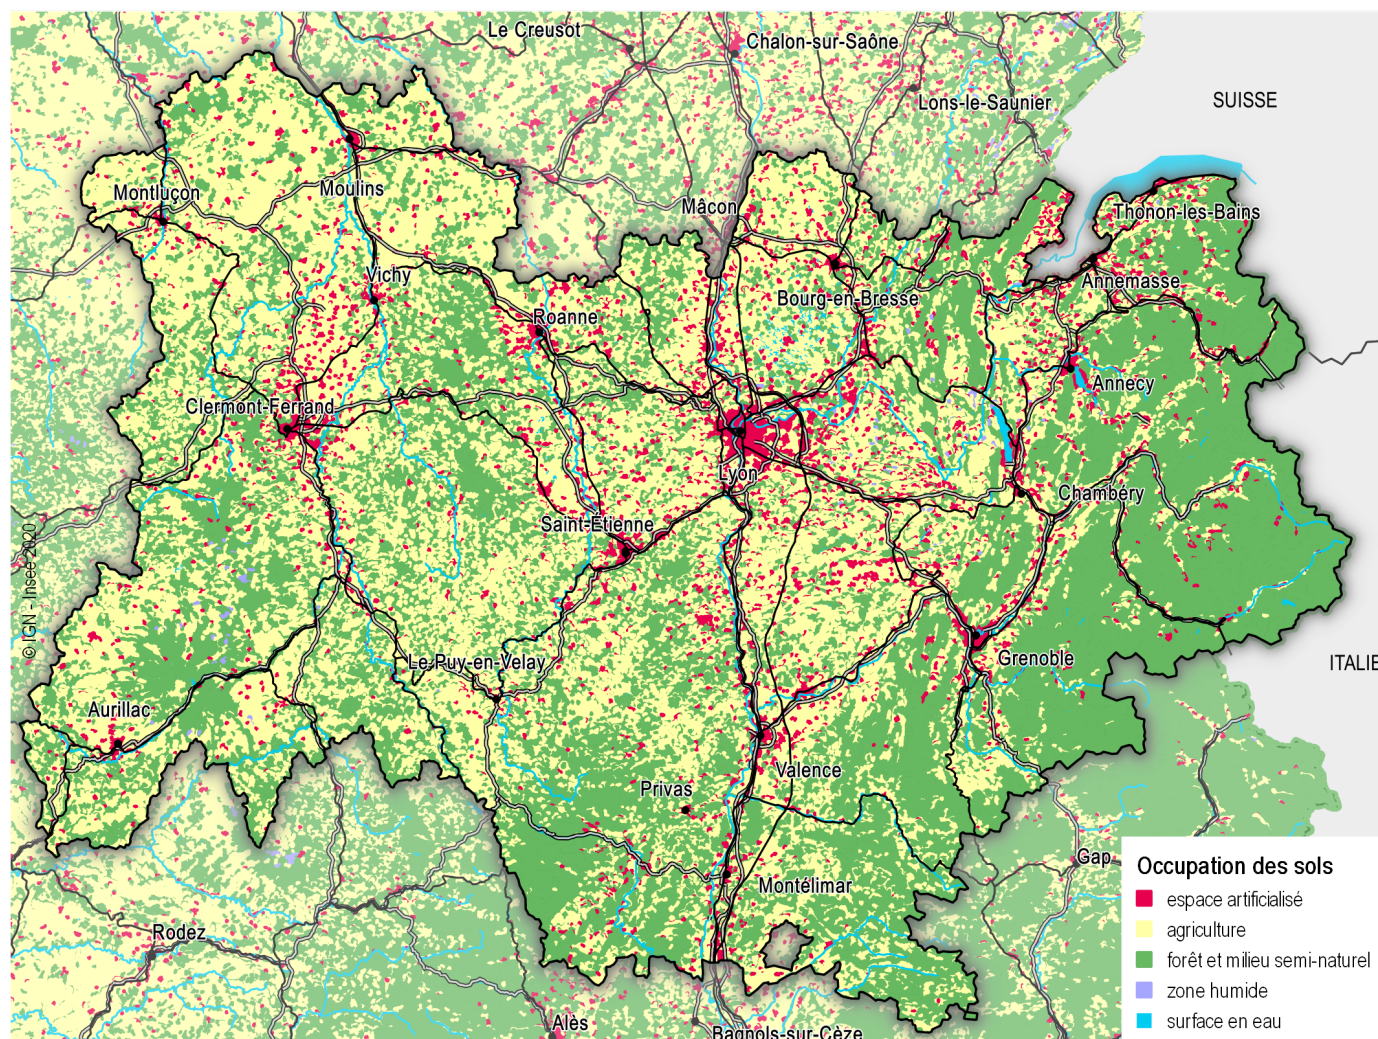 Le Creusot
Chalon-sur-Saône
Lons-le-Saunier
SUISSE
Montluçon
Moulins
Mâcon
Thonon-les-Bains
Vichy
Annemasse
Bourg-en-Bresse
Roanne
Annecy
Clermont-Ferrand
Lyon
Chambéry
Saint-Étienne
© IGN - Insee 2020
Le-Puy-en-Velay
Grenoble
ITALIE
Aurillac
Valence
Privas
Gap
Montélimar
Rodez
Alès
Bagnols-sur-Cèze
Occupation des sols
espace artificialisé
agriculture
forêt et milieu semi-naturel
zone humide
surface en eau